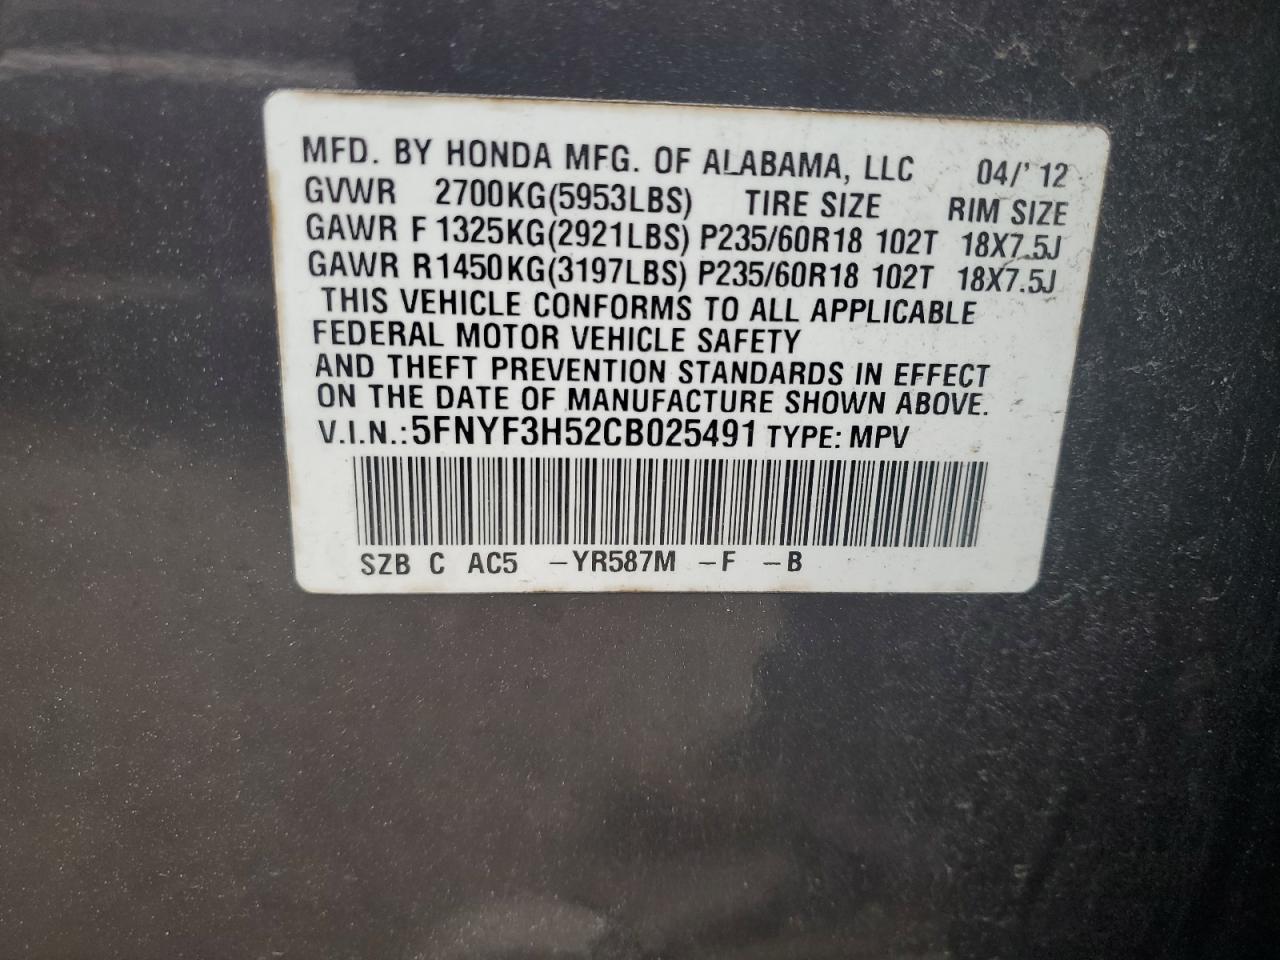 MFD. BY HONDA MFG. OF ALABAMA, LLC 04/' 12
GVWR 2700KG(5953LBS) TIRE SIZE RIM SIZE
GAWR F 1325KG(2921LBS) P235/60R18 102T 18X7.5J
GAWR R1450KG(3197LBS) P235/60R18 102T 18X7.5J
THIS VEHICLE CONFORMS TO ALL APPLICABLE
FEDERAL MOTOR VEHICLE SAFETY
AND THEFT PREVENTION STANDARDS IN EFFECT
ON THE DATE OF MANUFACTURE SHOWN ABOVE.
V.I.N.: 5FNYF3H52CB025491 TYPE: MPV
SZB C AC5 -YR587M -F -B